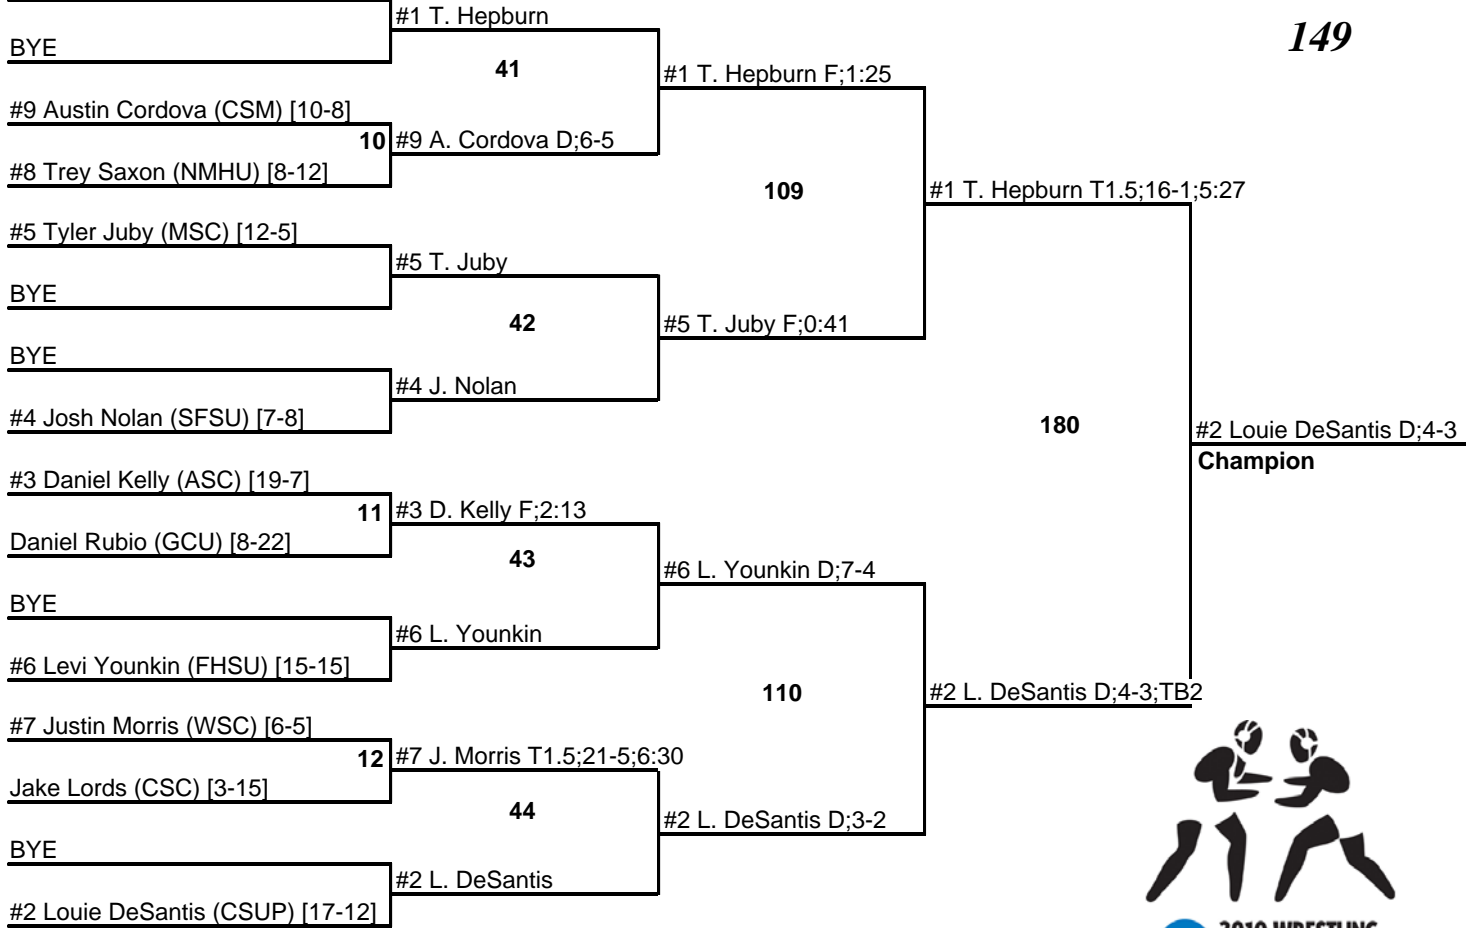 #1 T. Hepburn
149
BYE
41
#1 T. Hepburn F;1:25
#9 Austin Cordova (CSM) [10-8]
10
#9 A. Cordova D;6-5
#8 Trey Saxon (NMHU) [8-12]
109
#1 T. Hepburn T1.5;16-1;5:27
#5 Tyler Juby (MSC) [12-5]
#5 T. Juby
BYE
42
#5 T. Juby F;0:41
BYE
#4 J. Nolan
#4 Josh Nolan (SFSU) [7-8]
180
#2 Louie DeSantis D;4-3
Champion
#3 Daniel Kelly (ASC) [19-7]
11
#3 D. Kelly F;2:13
Daniel Rubio (GCU) [8-22]
43
#6 L. Younkin D;7-4
BYE
#6 L. Younkin
#6 Levi Younkin (FHSU) [15-15]
110
#2 L. DeSantis D;4-3;TB2
#7 Justin Morris (WSC) [6-5]
12
#7 J. Morris T1.5;21-5;6:30
Jake Lords (CSC) [3-15]
44
#2 L. DeSantis D;3-2
BYE
#2 L. DeSantis
#2 Louie DeSantis (CSUP) [17-12]
2010 WRESTLING